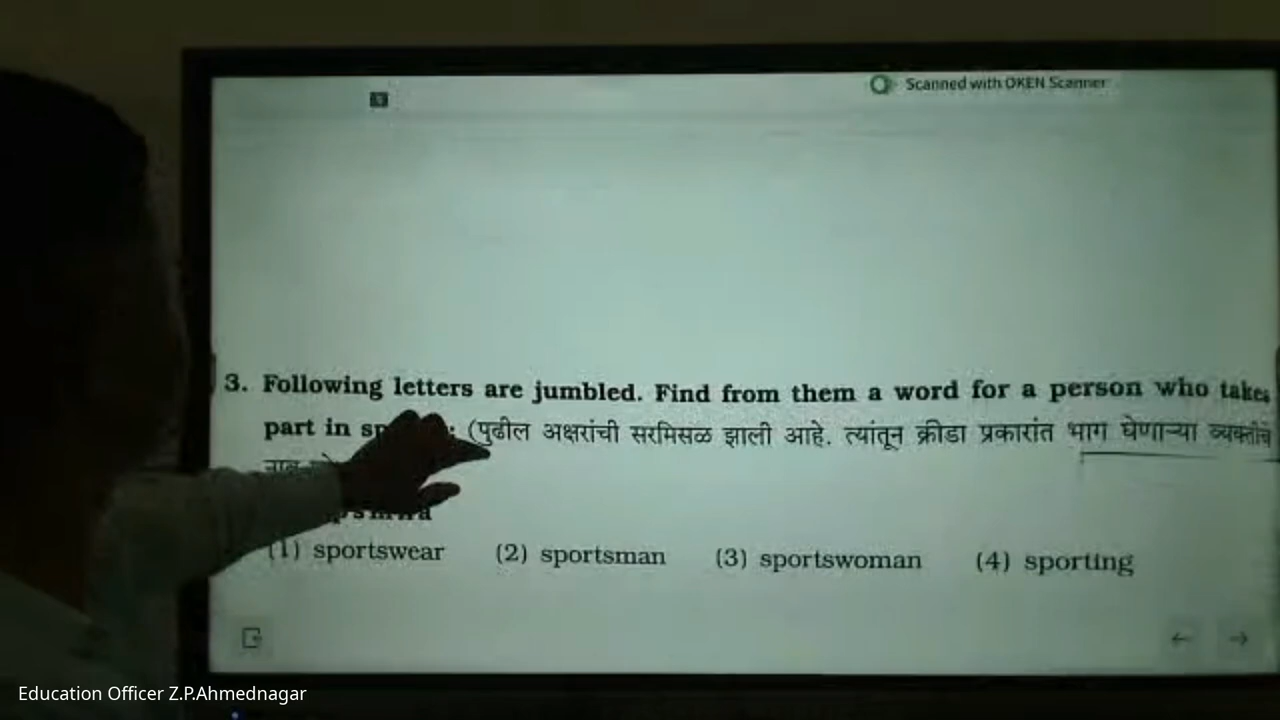 Scanned with OKEN Scanner
3. Following letters are jumbled. Find from them a word for a person who takes
part in (पुढील अक्षरांची सरमिसळ झाली आहे. त्यांतून क्रीडा प्रकारांत भाग घेणाऱ्या व्यक्तीचे
(1) sportswear (2) sportsman (3) sportswoman (4) sporting
Education Officer Z.P.Ahmednagar